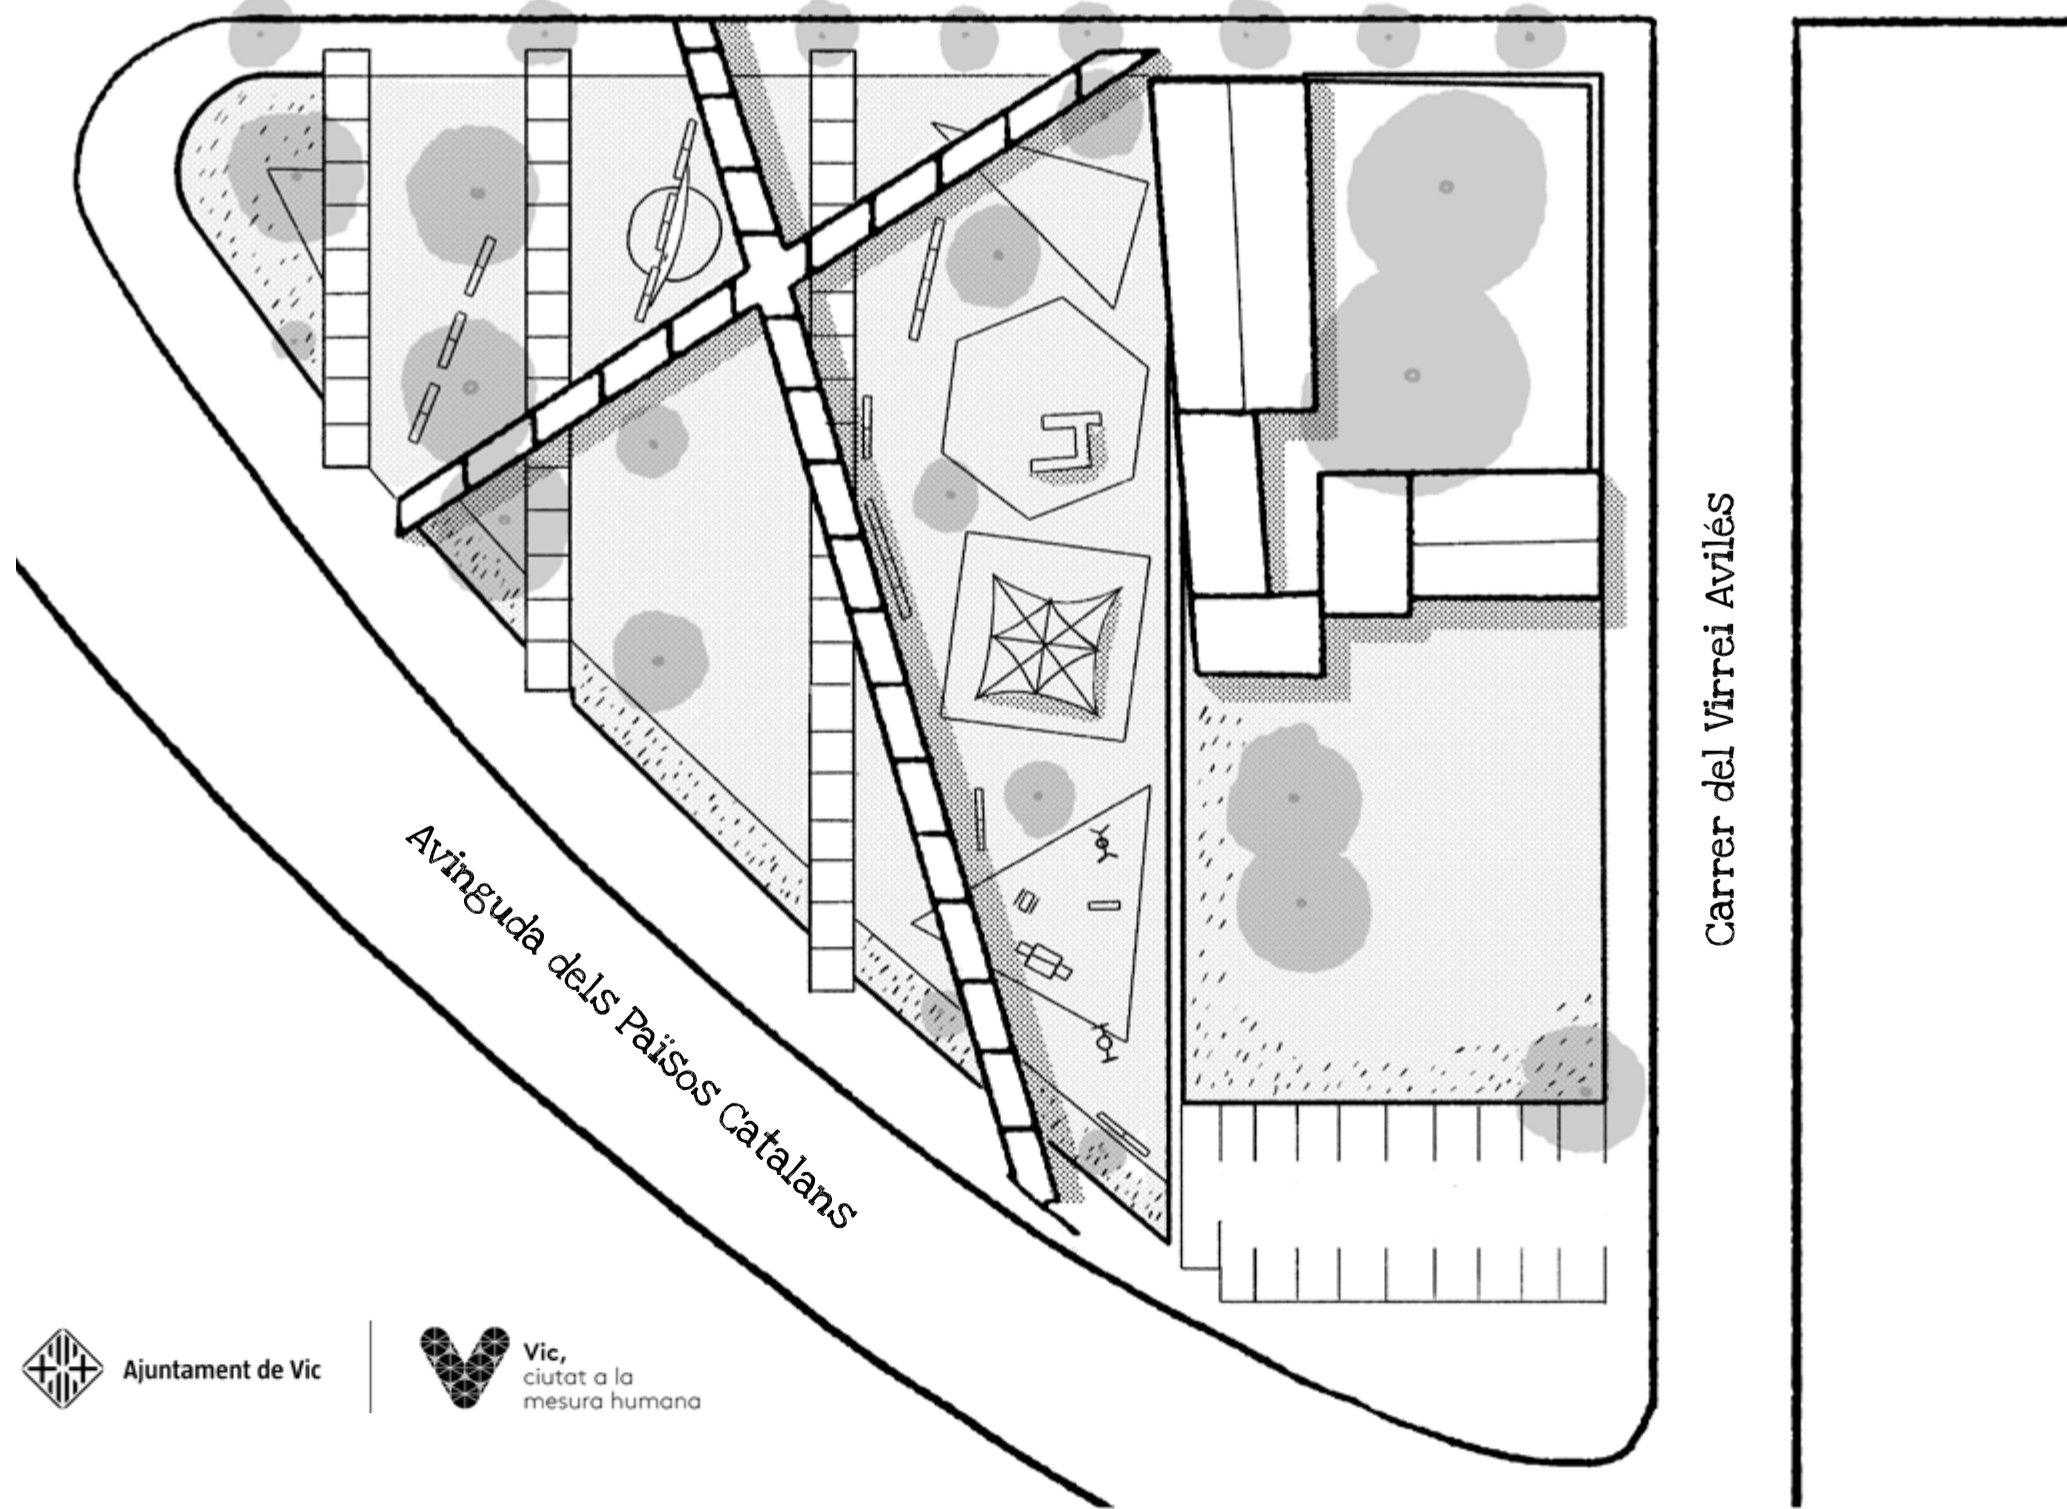 Carrer del Virrei Avilés
Avinguda dels Països Catalans
Ajuntament de Vic
Vic,
ciutat a la
mesura humana